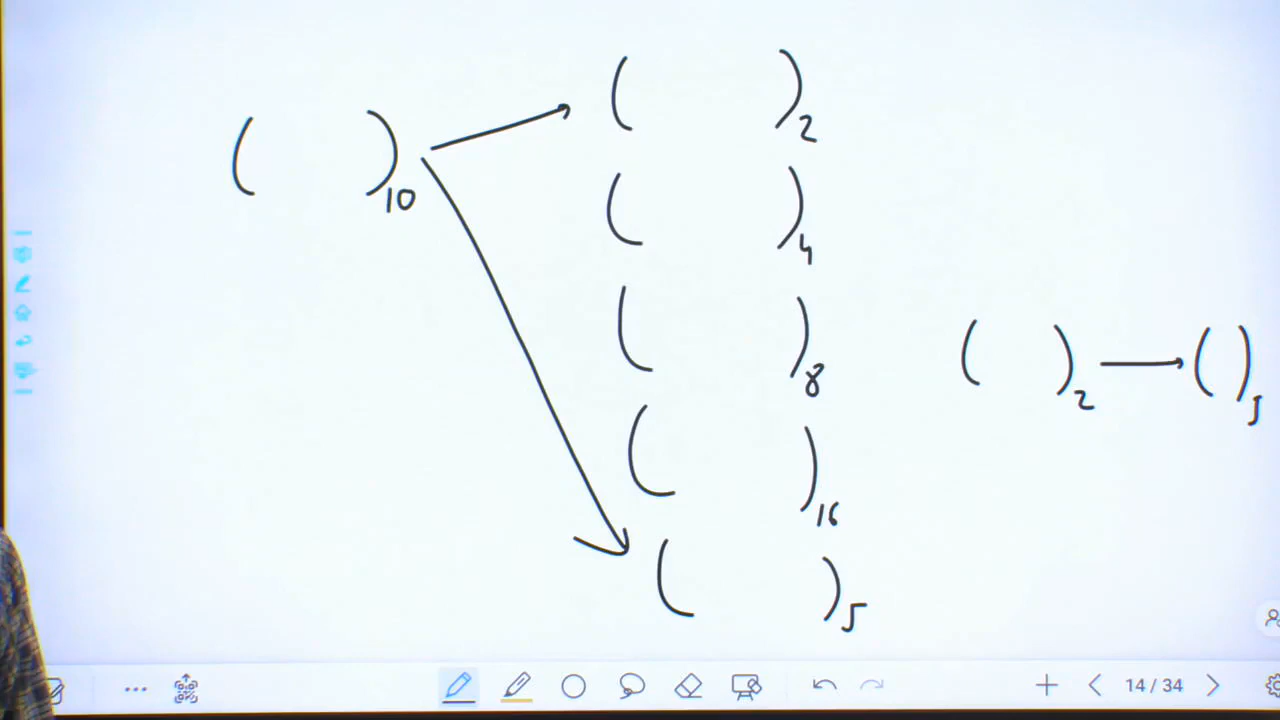 ( )₁₀ → ( )₂
( )₄
( )₈
( )₁₆
( )₅
( )₂ → ( )₅
14 / 34